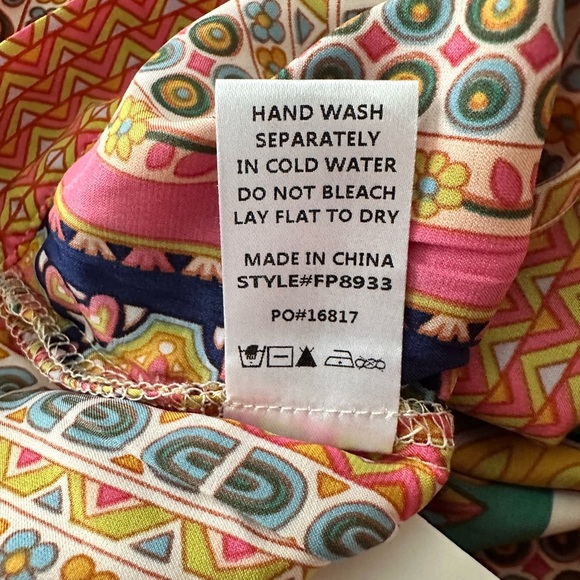 HAND WASH
SEPARATELY
IN COLD WATER
DO NOT BLEACH
LAY FLAT TO DRY
MADE IN CHINA
STYLE#FP8933
PO#16817